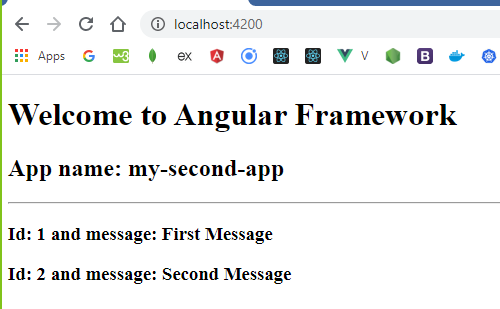 localhost:4200
Apps G w3 ex A B V
Welcome to Angular Framework
App name: my-second-app
Id: 1 and message: First Message
Id: 2 and message: Second Message